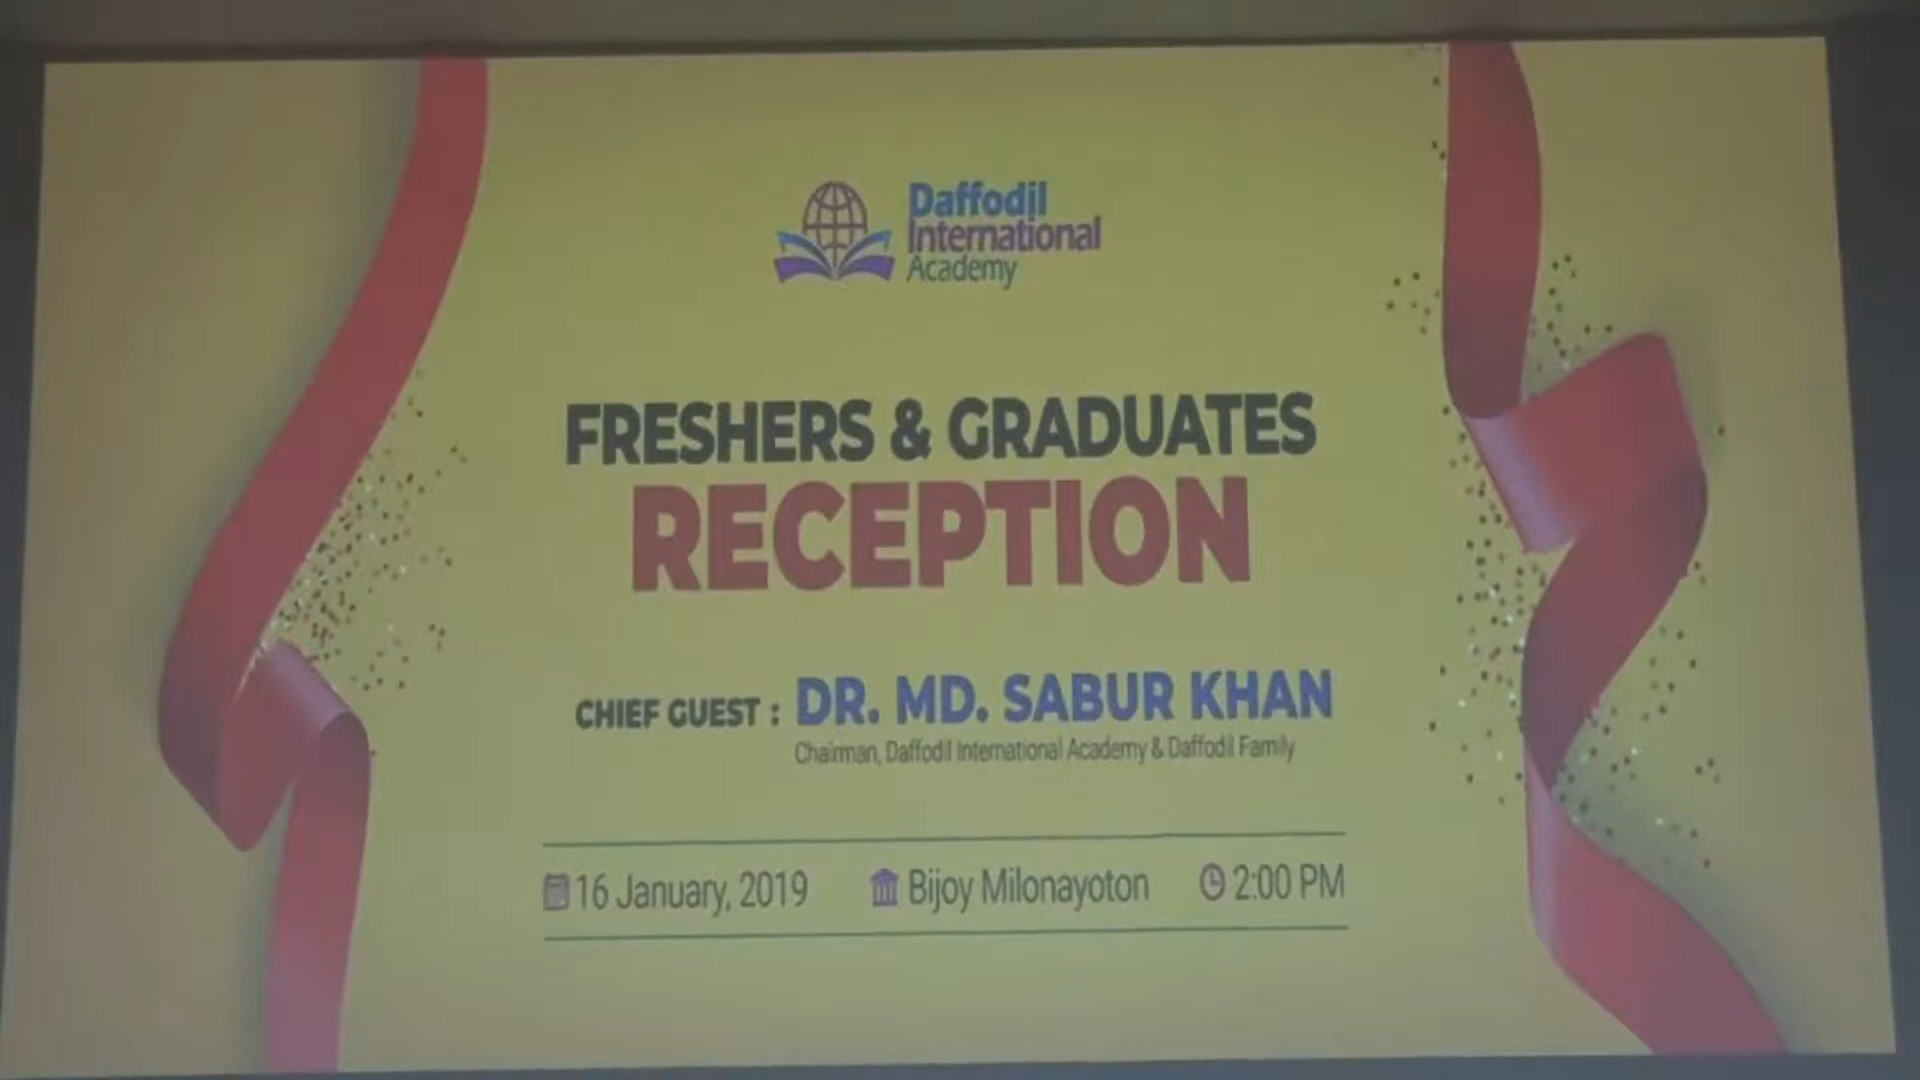 Daffodil
International
Academy
FRESHERS & GRADUATES
RECEPTION
CHIEF GUEST : DR. MD. SABUR KHAN
Chairman, Daffodil International Academy & Daffodil Family
16 January, 2019 Bijoy Milonayoton 2:00 PM